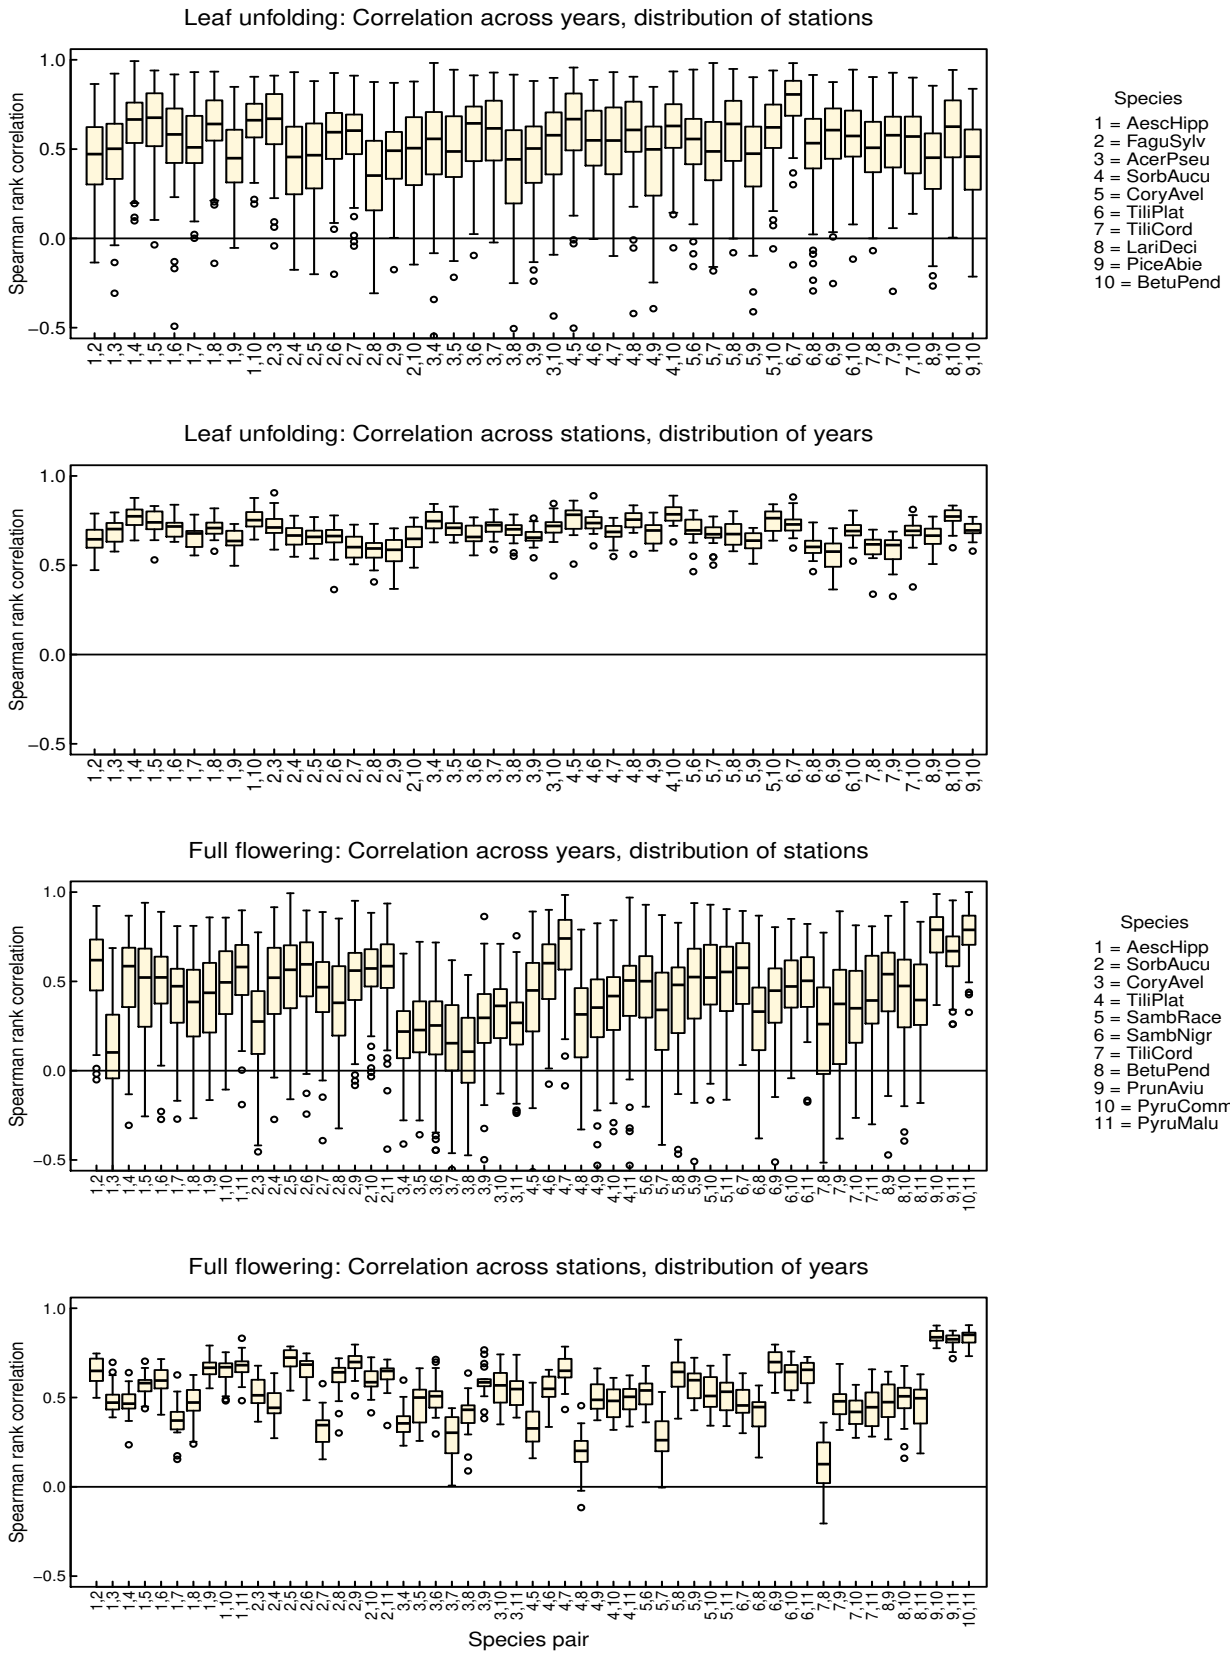 Leaf unfolding: Correlation across years, distribution of stations
Spearman rank correlation
1.0
0.5
0.0
−0.5
1,2 1,3 1,4 1,5 1,6 1,7 1,8 1,9 1,10 2,3 2,4 2,5 2,6 2,7 2,8 2,9 2,10 3,4 3,5 3,6 3,7 3,8 3,9 3,10 4,5 4,6 4,7 4,8 4,9 4,10 5,6 5,7 5,8 5,9 5,10 6,7 6,8 6,9 6,10 7,8 7,9 7,10 8,9 8,10 9,10
Species
1 = AescHipp
2 = FaguSylv
3 = AcerPseu
4 = SorbAucu
5 = CoryAvel
6 = TiliPlat
7 = TiliCord
8 = LariDeci
9 = PiceAbie
10 = BetuPend
Leaf unfolding: Correlation across stations, distribution of years
Spearman rank correlation
1.0
0.5
0.0
−0.5
1,2 1,3 1,4 1,5 1,6 1,7 1,8 1,9 1,10 2,3 2,4 2,5 2,6 2,7 2,8 2,9 2,10 3,4 3,5 3,6 3,7 3,8 3,9 3,10 4,5 4,6 4,7 4,8 4,9 4,10 5,6 5,7 5,8 5,9 5,10 6,7 6,8 6,9 6,10 7,8 7,9 7,10 8,9 8,10 9,10
Full flowering: Correlation across years, distribution of stations
Spearman rank correlation
1.0
0.5
0.0
−0.5
1,2 1,3 1,4 1,5 1,6 1,7 1,8 1,9 1,10 1,11 2,3 2,4 2,5 2,6 2,7 2,8 2,9 2,10 2,11 3,4 3,5 3,6 3,7 3,8 3,9 3,10 3,11 4,5 4,6 4,7 4,8 4,9 4,10 4,11 5,6 5,7 5,8 5,9 5,10 5,11 6,7 6,8 6,9 6,10 6,11 7,8 7,9 7,10 7,11 8,9 8,10 8,11 9,10 9,11 10,11
Species
1 = AescHipp
2 = SorbAucu
3 = CoryAvel
4 = TiliPlat
5 = SambRace
6 = SambNigr
7 = TiliCord
8 = BetuPend
9 = PrunAviu
10 = PyruComm
11 = PyruMalu
Full flowering: Correlation across stations, distribution of years
Spearman rank correlation
1.0
0.5
0.0
−0.5
1,2 1,3 1,4 1,5 1,6 1,7 1,8 1,9 1,10 1,11 2,3 2,4 2,5 2,6 2,7 2,8 2,9 2,10 2,11 3,4 3,5 3,6 3,7 3,8 3,9 3,10 3,11 4,5 4,6 4,7 4,8 4,9 4,10 4,11 5,6 5,7 5,8 5,9 5,10 5,11 6,7 6,8 6,9 6,10 6,11 7,8 7,9 7,10 7,11 8,9 8,10 8,11 9,10 9,11 10,11
Species pair